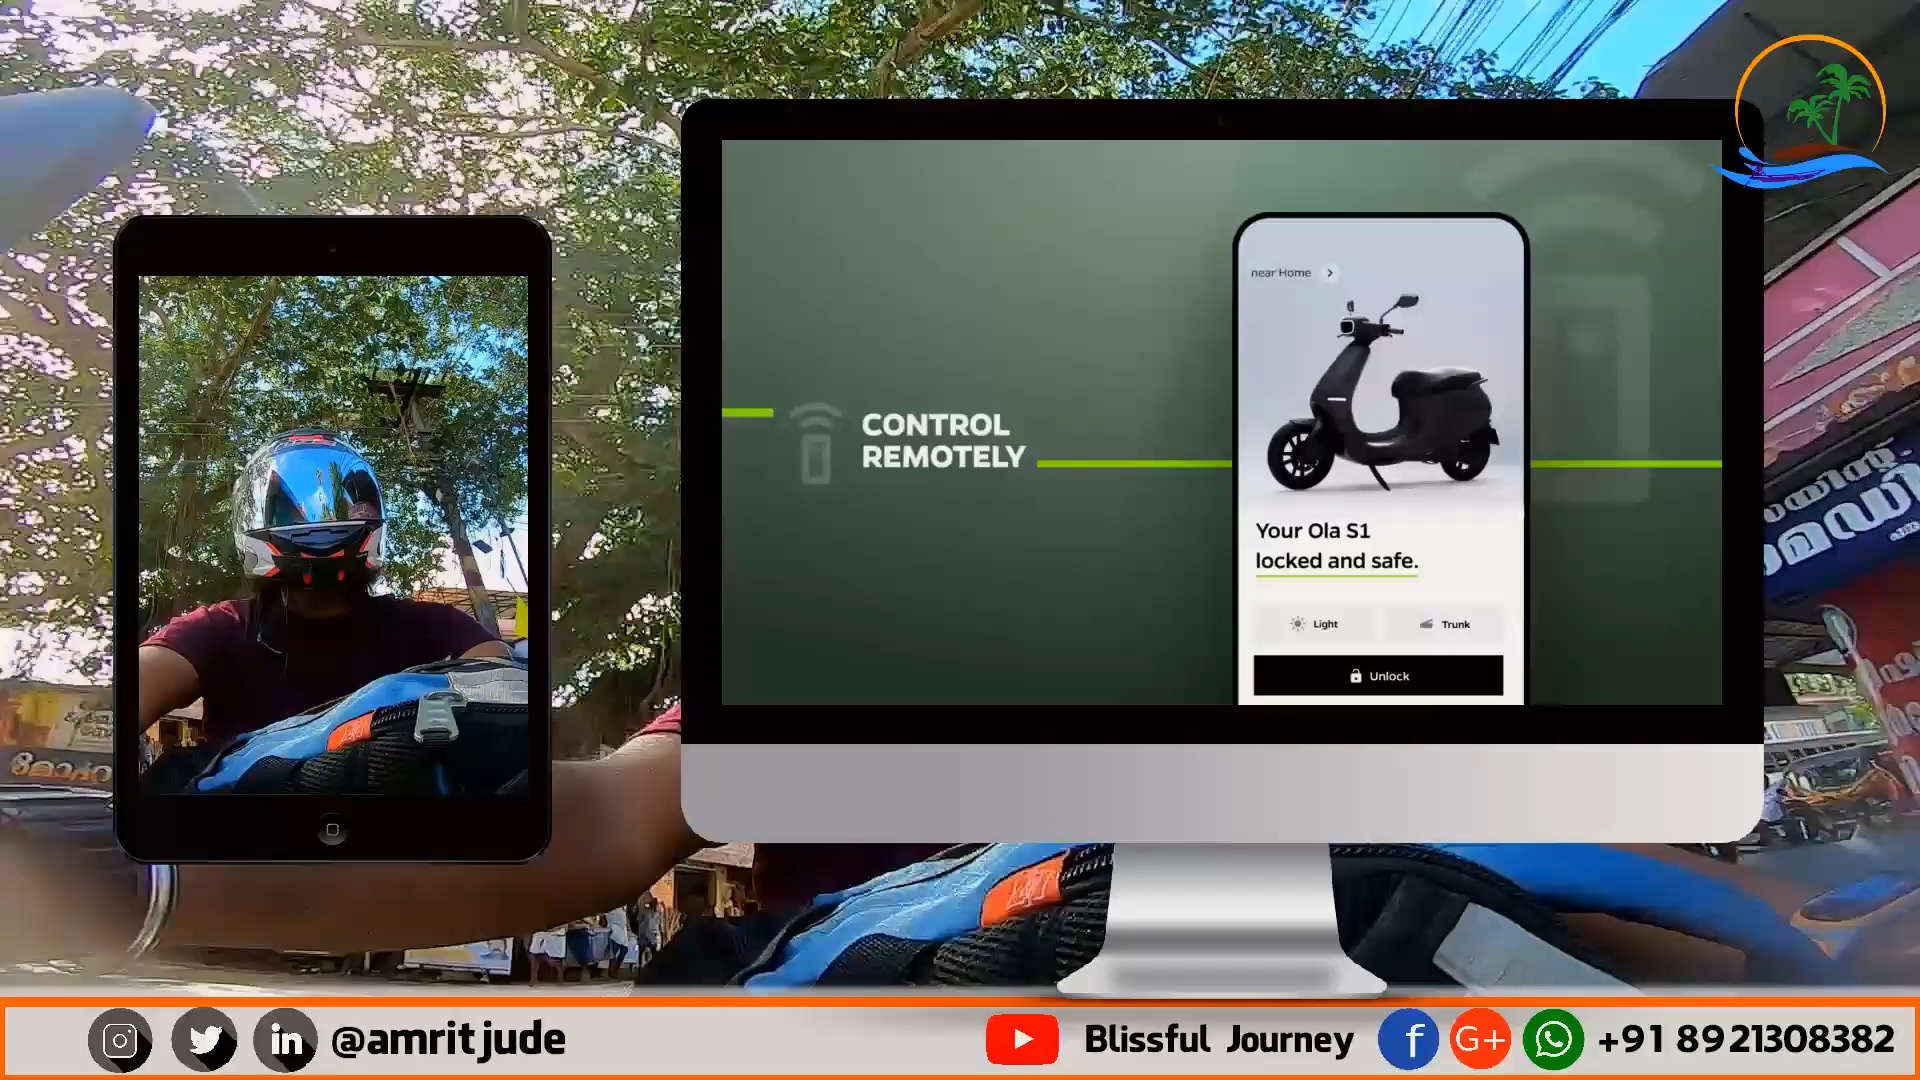 near Home
CONTROL
REMOTELY
Your Ola S1
locked and safe.
Light
Trunk
Unlock
@amritjude
Blissful Journey
G+
+91 8921308382